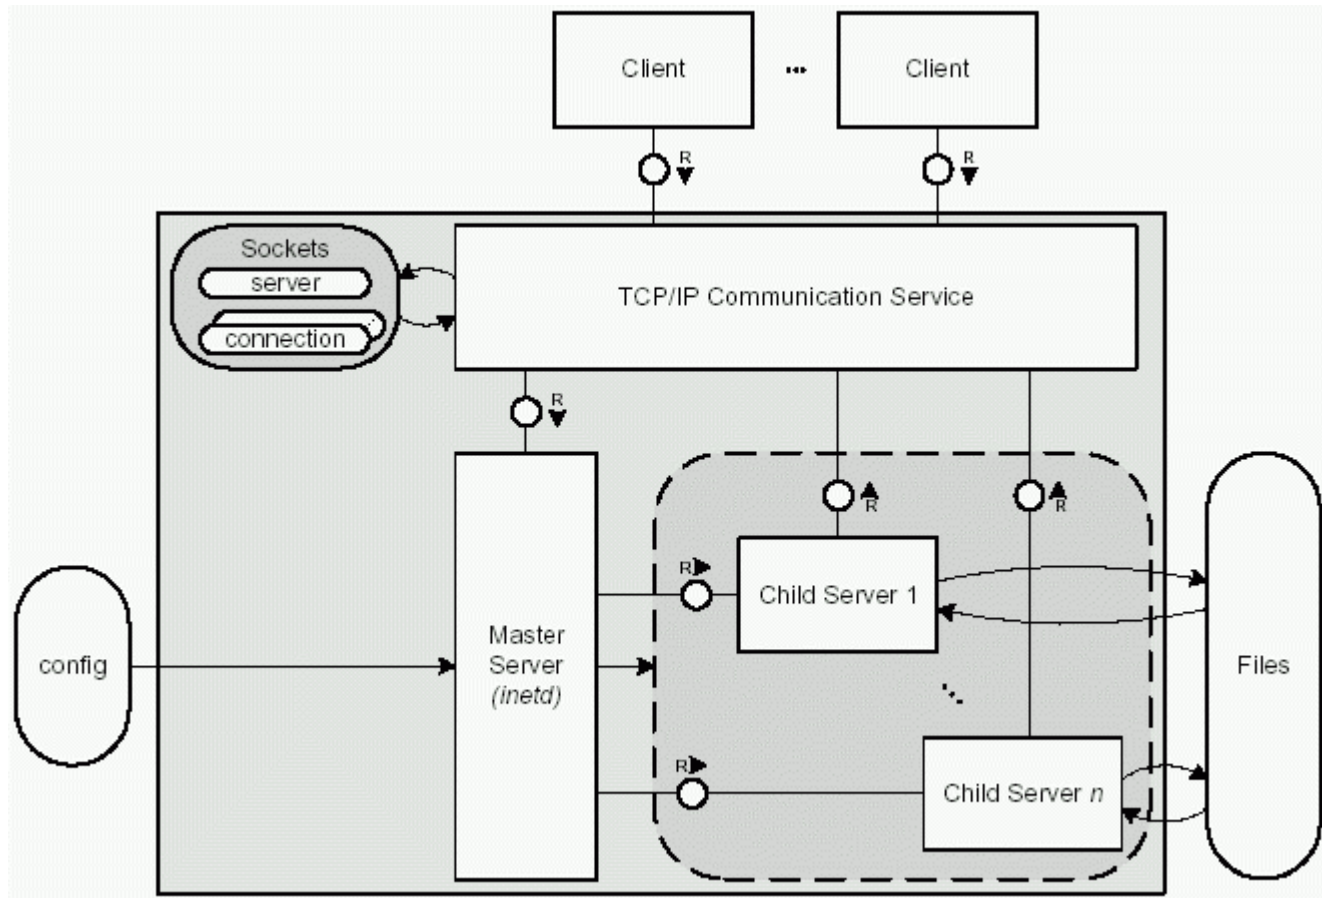 Client
...
Client
R
R
Sockets
server
connection
TCP/IP Communication Service
R
R
R
R
Child Server 1
Master
Server
(inetd)
config
Files
R
Child Server n